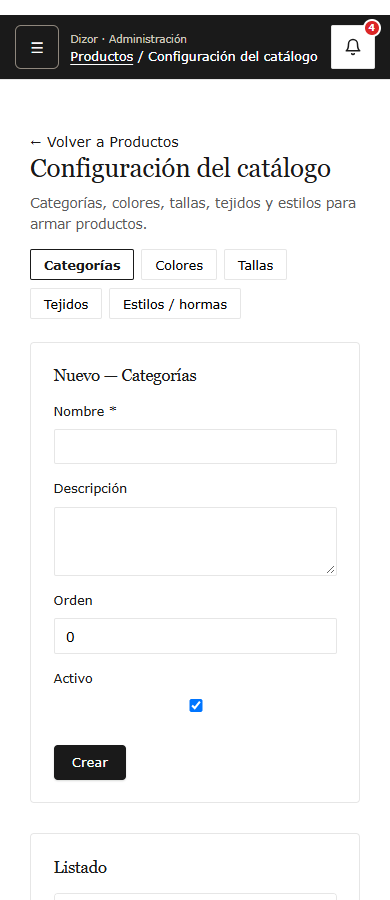 ☰
Dizor · Administración
Productos / Configuración del catálogo
4
← Volver a Productos
Configuración del catálogo
Categorías, colores, tallas, tejidos y estilos para
armar productos.
Categorías
Colores
Tallas
Tejidos
Estilos / hormas
Nuevo — Categorías
Nombre *
Descripción
Orden
0
Activo
Crear
Listado